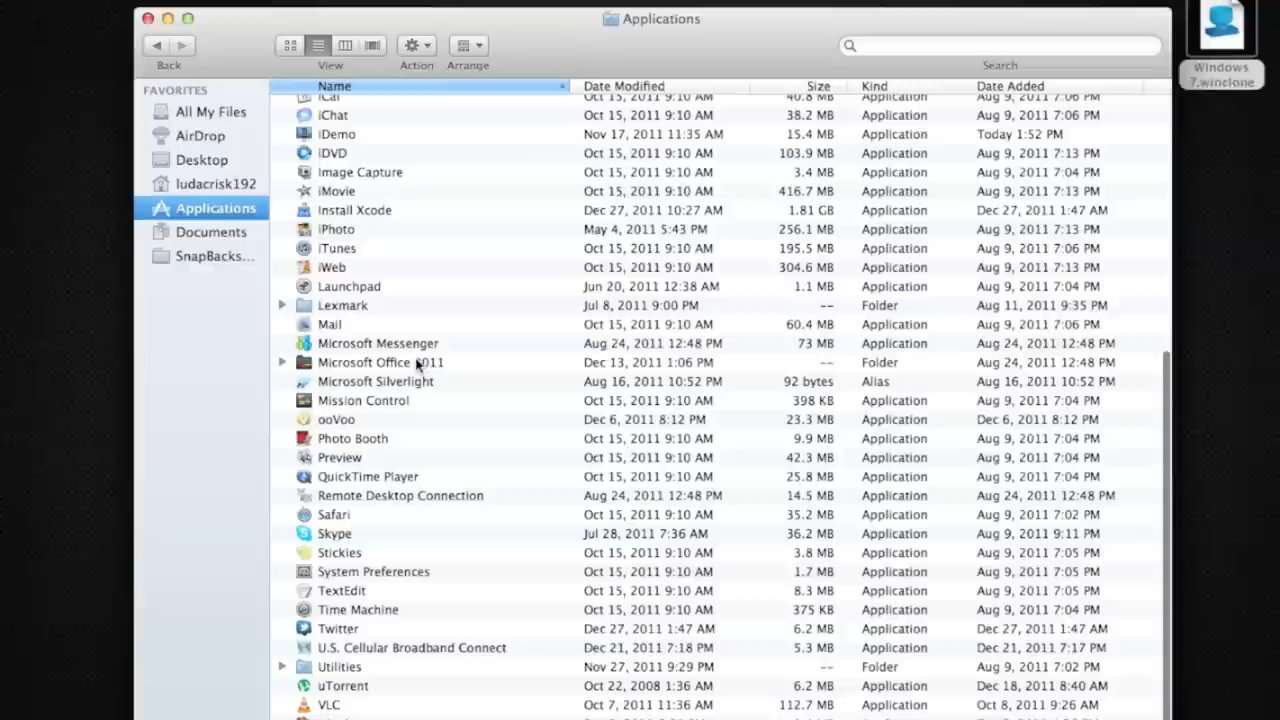 Applications
Back View Action Arrange Search
Windows
7.winclone
FAVORITES
All My Files
AirDrop
Desktop
ludacrisk192
Applications
Documents
SnapBacks...
Name Date Modified Size Kind Date Added
iCal Oct 15, 2011 9:10 AM 40.8 MB Application Aug 9, 2011 7:06 PM
iChat Oct 15, 2011 9:10 AM 38.2 MB Application Aug 9, 2011 7:06 PM
iDemo Nov 17, 2011 11:35 AM 15.4 MB Application Today 1:52 PM
iDVD Oct 15, 2011 9:10 AM 103.9 MB Application Aug 9, 2011 7:13 PM
Image Capture Oct 15, 2011 9:10 AM 3.4 MB Application Aug 9, 2011 7:04 PM
iMovie Oct 15, 2011 9:10 AM 416.7 MB Application Aug 9, 2011 7:13 PM
Install Xcode Dec 27, 2011 10:27 AM 1.81 GB Application Dec 27, 2011 1:47 AM
iPhoto May 4, 2011 5:43 PM 256.1 MB Application Aug 9, 2011 7:13 PM
iTunes Oct 15, 2011 9:10 AM 195.5 MB Application Aug 9, 2011 7:06 PM
iWeb Oct 15, 2011 9:10 AM 304.6 MB Application Aug 9, 2011 7:13 PM
Launchpad Jun 20, 2011 12:38 AM 1.1 MB Application Aug 9, 2011 7:04 PM
Lexmark Jul 8, 2011 9:00 PM -- Folder Aug 11, 2011 9:35 PM
Mail Oct 15, 2011 9:10 AM 60.4 MB Application Aug 9, 2011 7:06 PM
Microsoft Messenger Aug 24, 2011 12:48 PM 73 MB Application Aug 24, 2011 12:48 PM
Microsoft Office 2011 Dec 13, 2011 1:06 PM -- Folder Aug 24, 2011 12:48 PM
Microsoft Silverlight Aug 16, 2011 10:52 PM 92 bytes Alias Aug 16, 2011 10:52 PM
Mission Control Oct 15, 2011 9:10 AM 398 KB Application Aug 9, 2011 7:04 PM
ooVoo Dec 6, 2011 8:12 PM 23.3 MB Application Dec 6, 2011 8:12 PM
Photo Booth Oct 15, 2011 9:10 AM 9.9 MB Application Aug 9, 2011 7:04 PM
Preview Oct 15, 2011 9:10 AM 42.3 MB Application Aug 9, 2011 7:04 PM
QuickTime Player Oct 15, 2011 9:10 AM 25.8 MB Application Aug 9, 2011 7:04 PM
Remote Desktop Connection Aug 24, 2011 12:48 PM 14.5 MB Application Aug 24, 2011 12:48 PM
Safari Oct 15, 2011 9:10 AM 35.2 MB Application Aug 9, 2011 7:02 PM
Skype Jul 28, 2011 7:36 AM 36.2 MB Application Aug 9, 2011 9:11 PM
Stickies Oct 15, 2011 9:10 AM 3.8 MB Application Aug 9, 2011 7:05 PM
System Preferences Oct 15, 2011 9:10 AM 1.7 MB Application Aug 9, 2011 7:05 PM
TextEdit Oct 15, 2011 9:10 AM 8.3 MB Application Aug 9, 2011 7:05 PM
Time Machine Oct 15, 2011 9:10 AM 375 KB Application Aug 9, 2011 7:04 PM
Twitter Dec 27, 2011 1:47 AM 6.2 MB Application Dec 27, 2011 1:47 AM
U.S. Cellular Broadband Connect Dec 21, 2011 7:18 PM 5.3 MB Application Dec 21, 2011 7:17 PM
Utilities Nov 27, 2011 9:29 PM -- Folder Aug 9, 2011 7:02 PM
uTorrent Oct 22, 2008 1:36 AM 6.2 MB Application Dec 18, 2011 8:40 AM
VLC Oct 7, 2011 11:36 AM 112.7 MB Application Oct 8, 2011 9:26 AM